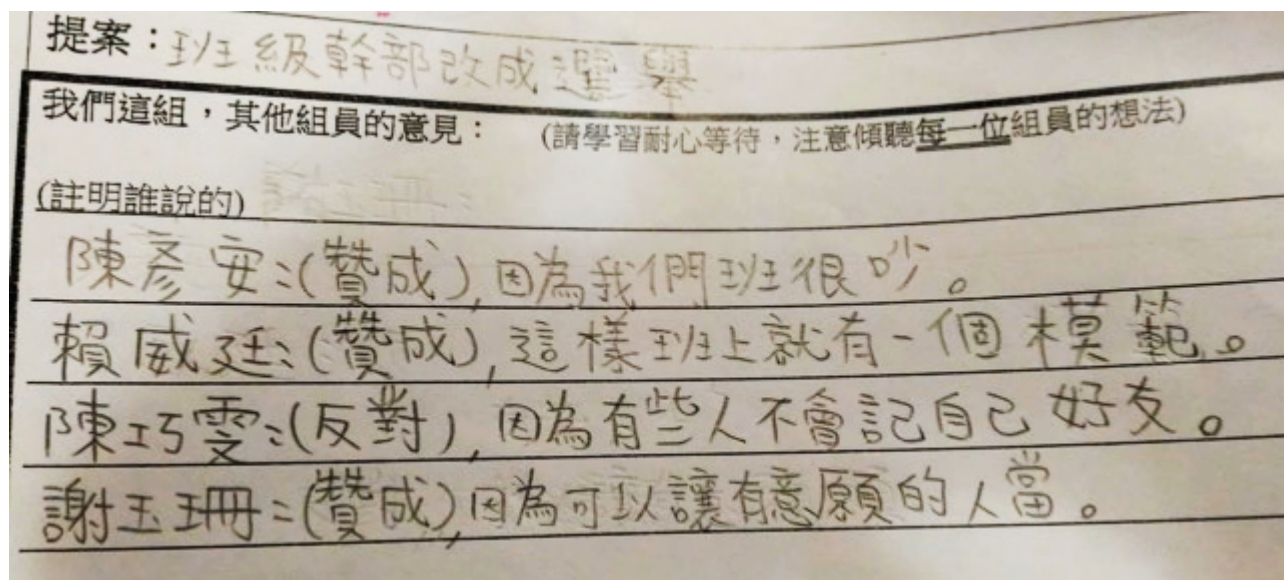 提案：班級幹部改成選舉
我們這組，其他組員的意見： (請學習耐心等待，注意傾聽每一位組員的想法)
(註明誰說的)
陳彥安:(贊成),因為我們班很吵。
賴威廷:(贊成),這樣班上就有一個模範。
陳巧雯:(反對),因為有些人不會記自己好友。
謝玉珊:(贊成),因為可以讓有意願的人當。